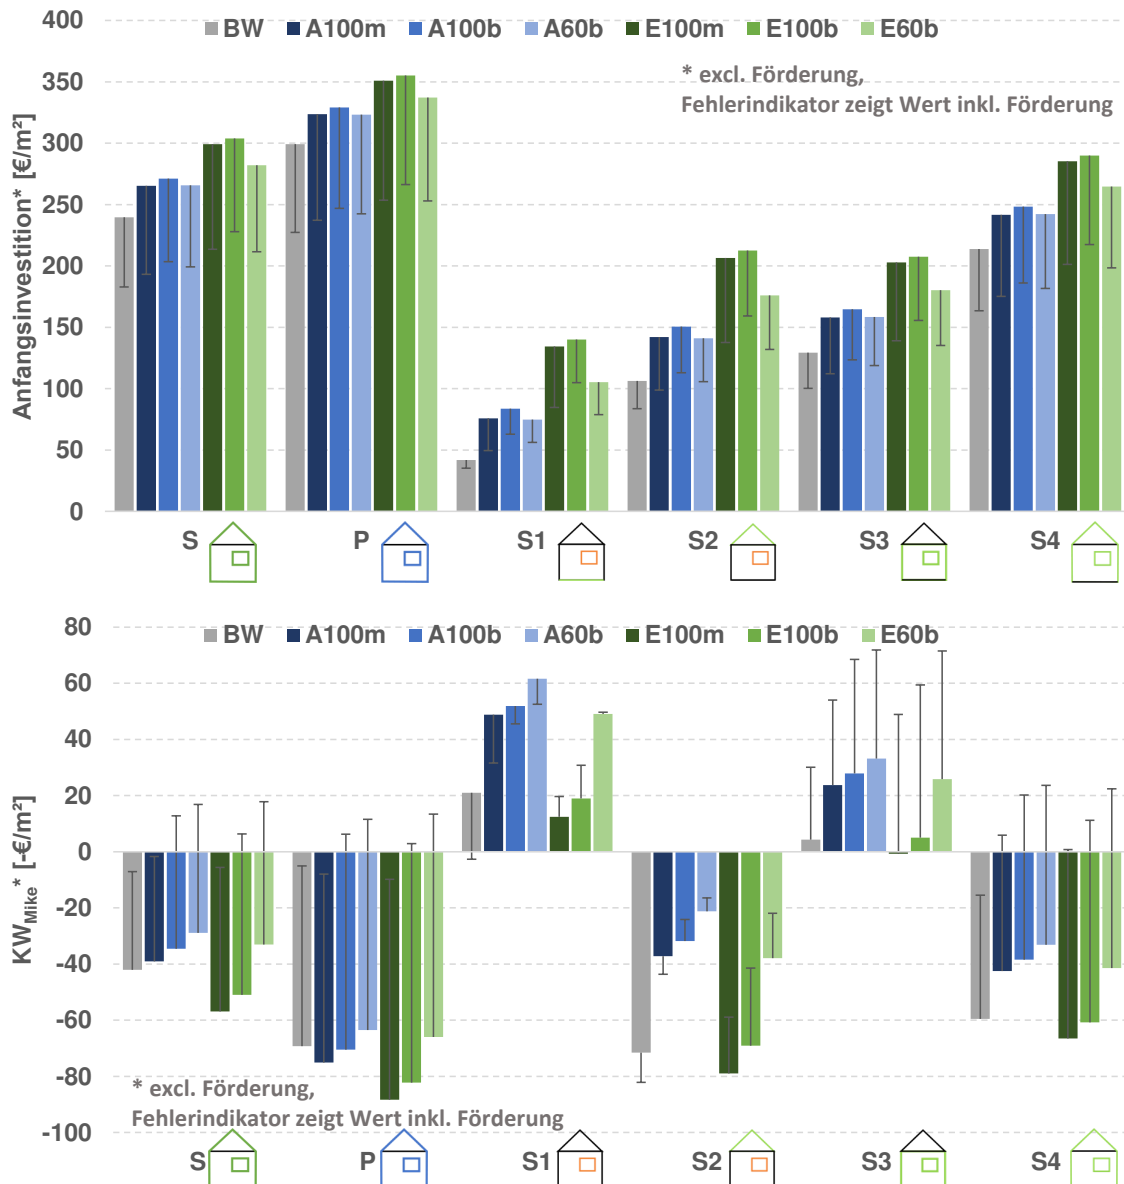 400
BW A100m A100b A60b E100m E100b E60b
* excl. Förderung,
Fehlerindikator zeigt Wert inkl. Förderung
350
300
250
200
150
100
50
0
Anfangsinvestition* [€/m²]
S P S1 S2 S3 S4
80
BW A100m A100b A60b E100m E100b E60b
60
40
20
0
-20
-40
-60
-80
-100
KW_Mike* [-€/m²]
* excl. Förderung,
Fehlerindikator zeigt Wert inkl. Förderung
S P S1 S2 S3 S4